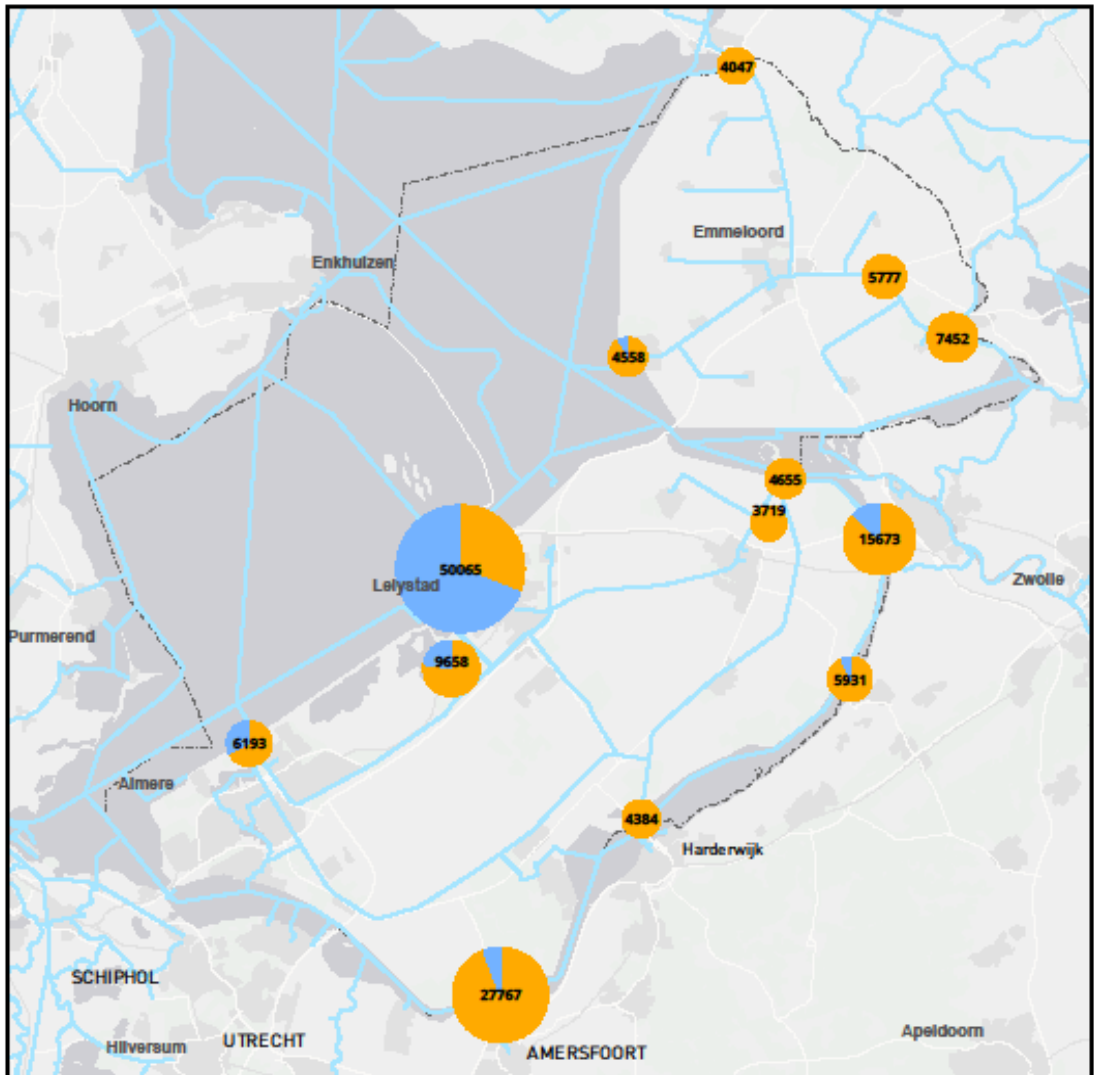 4047
Emmeloord
Enkhuizen
5777
7452
4558
Hoorn
4655
3719
15673
50065
Lelystad
Zwolle
Purmerend
9658
5931
6193
Almere
4384
Harderwijk
SCHIPHOL
27767
UTRECHT
Apeldoorn
Hilversum
AMERSFOORT